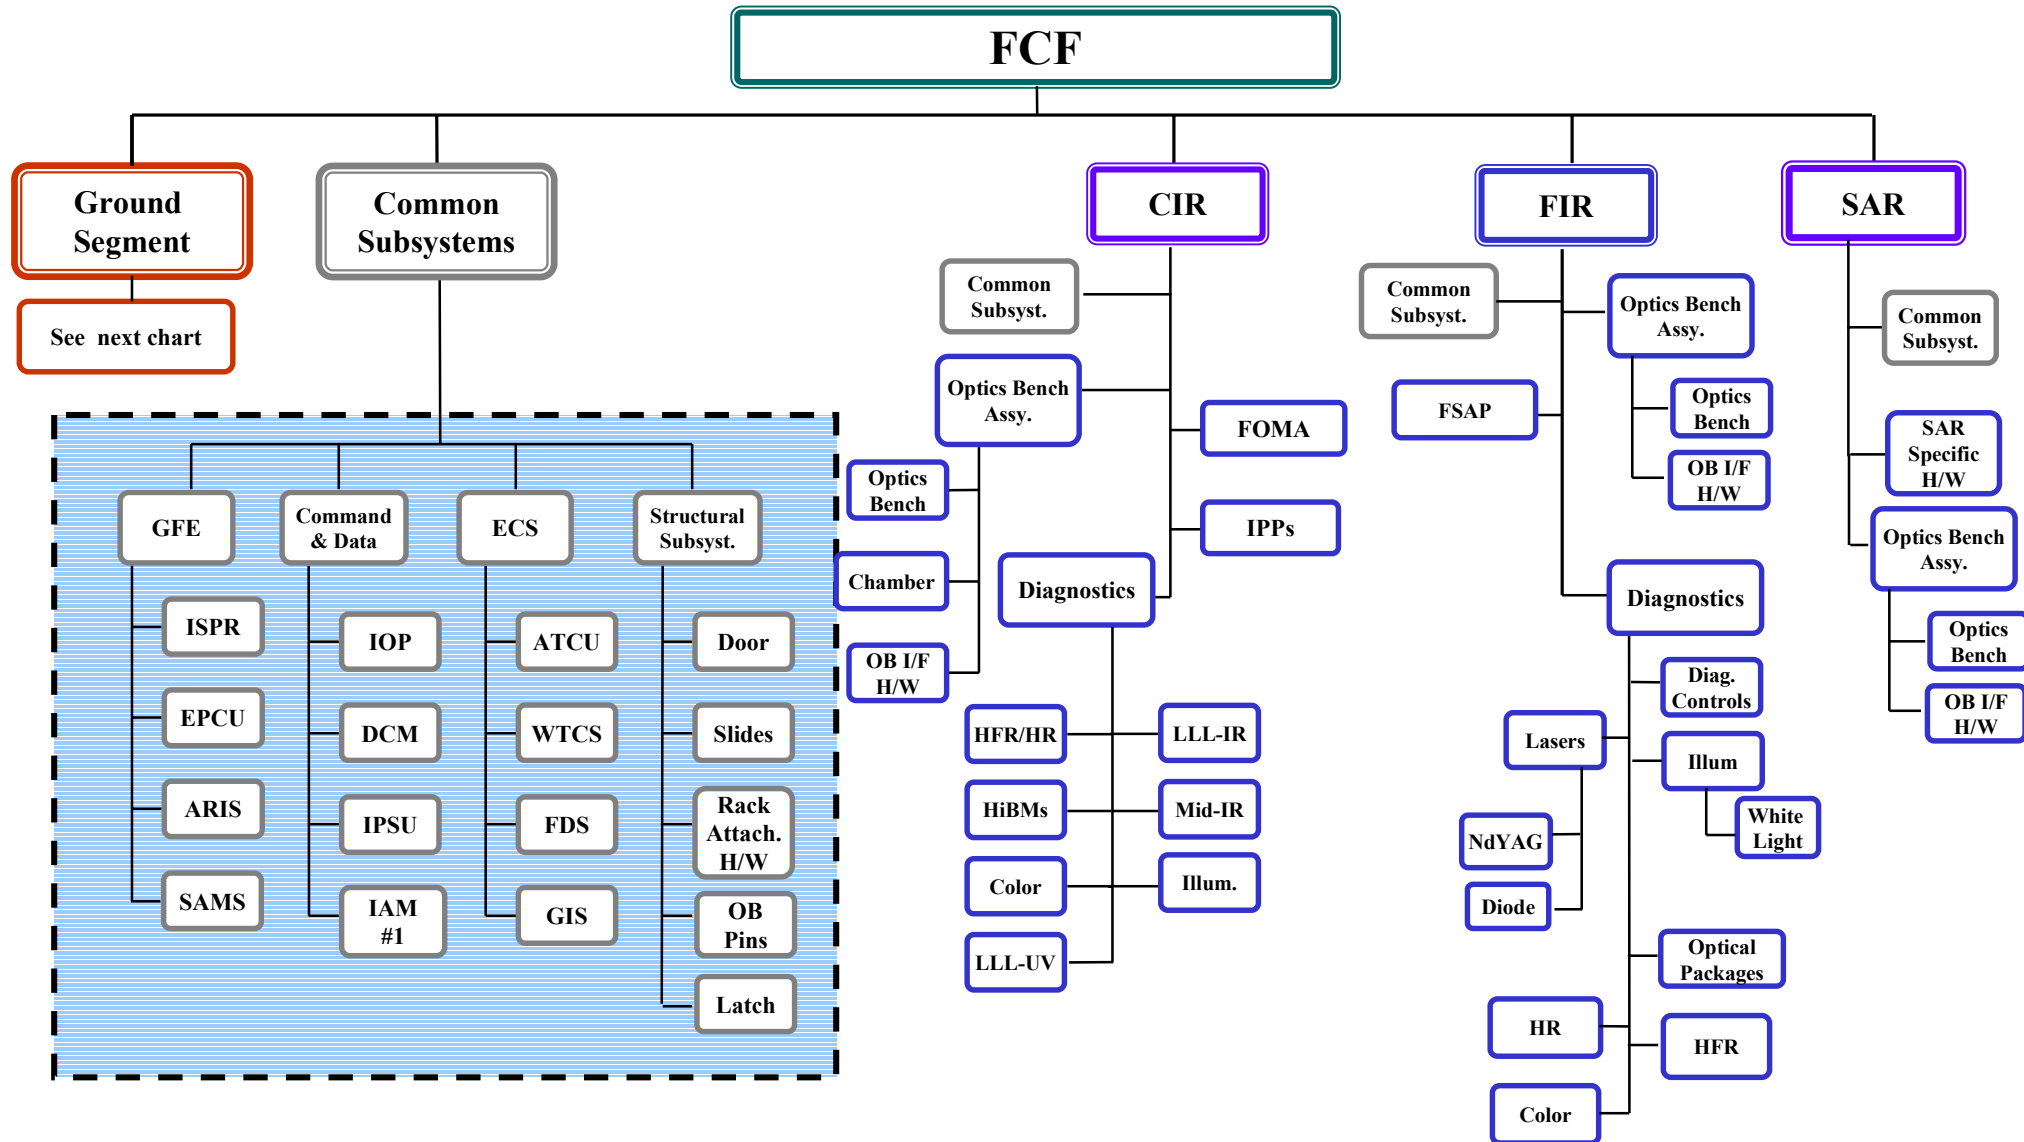 FCF
Ground
Segment
See next chart
Common
Subsystems
GFE
ISPR
EPCU
ARIS
SAMS
Command
& Data
IOP
DCM
IPSU
IAM
#1
ECS
ATCU
WTCS
FDS
GIS
Structural
Subsyst.
Door
Slides
Rack
Attach.
H/W
OB
Pins
Latch
CIR
Common
Subsyst.
Optics Bench
Assy.
Optics
Bench
Chamber
OB I/F
H/W
FOMA
IPPs
Diagnostics
HFR/HR
LLL-IR
HiBMs
Mid-IR
Color
Illum.
LLL-UV
FIR
Common
Subsyst.
Optics Bench
Assy.
Optics
Bench
OB I/F
H/W
FSAP
Diagnostics
Diag.
Controls
Lasers
NdYAG
Diode
Illum
White
Light
Optical
Packages
HR
HFR
Color
SAR
Common
Subsyst.
SAR
Specific
H/W
Optics Bench
Assy.
Optics
Bench
OB I/F
H/W